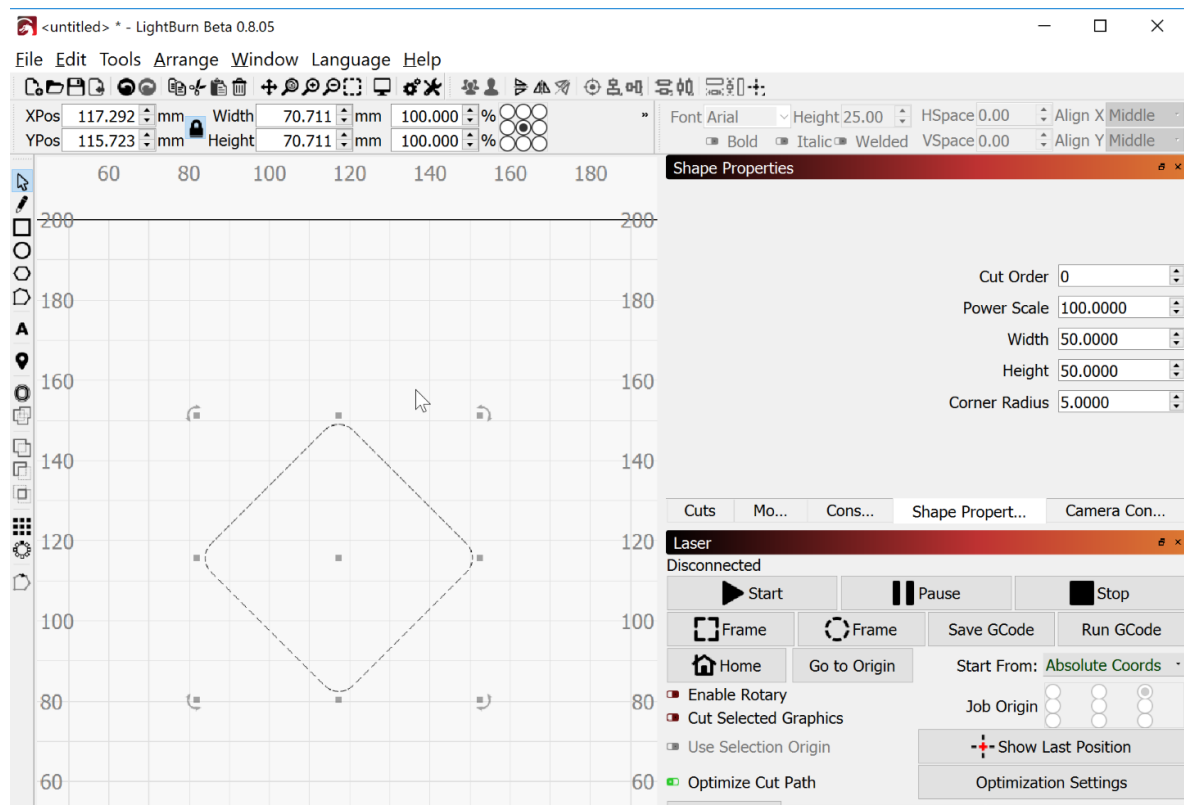 <untitled> * - LightBurn Beta 0.8.05
File Edit Tools Arrange Window Language Help
XPos 117.292 mm Width 70.711 mm 100.000 %
YPos 115.723 mm Height 70.711 mm 100.000 %
»
Font Arial Height 25.00 HSpace 0.00 Align X Middle
Bold Italic Welded VSpace 0.00 Align Y Middle
60 80 100 120 140 160 180
200 200
180 180
160 160
140 140
120 120
100 100
80 80
60 60
A
Shape Properties
Cut Order 0
Power Scale 100.0000
Width 50.0000
Height 50.0000
Corner Radius 5.0000
Cuts Mo... Cons... Shape Propert... Camera Con...
Laser
Disconnected
Start Pause Stop
Frame Frame Save GCode Run GCode
Home Go to Origin Start From: Absolute Coords
Enable Rotary
Cut Selected Graphics
Job Origin
Use Selection Origin
Show Last Position
Optimize Cut Path
Optimization Settings